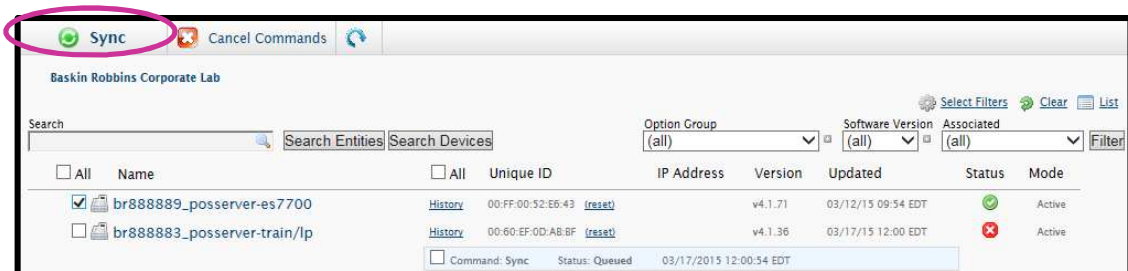 Sync Cancel Commands
Baskin Robbins Corporate Lab
Select Filters Clear List
Search Option Group Software Version Associated
Search Entities Search Devices (all) (all) (all) Filter
All Name All Unique ID IP Address Version Updated Status Mode
br888889_posserver-es7700 History 00:FF:00:52:E6:43 (reset) v4.1.71 03/12/15 09:54 EDT Active
br888883_posserver-train/lp History 00:60:EF:0D:AB:BF (reset) v4.1.36 03/17/15 12:00 EDT Active
Command: Sync Status: Queued 03/17/2015 12:00:54 EDT